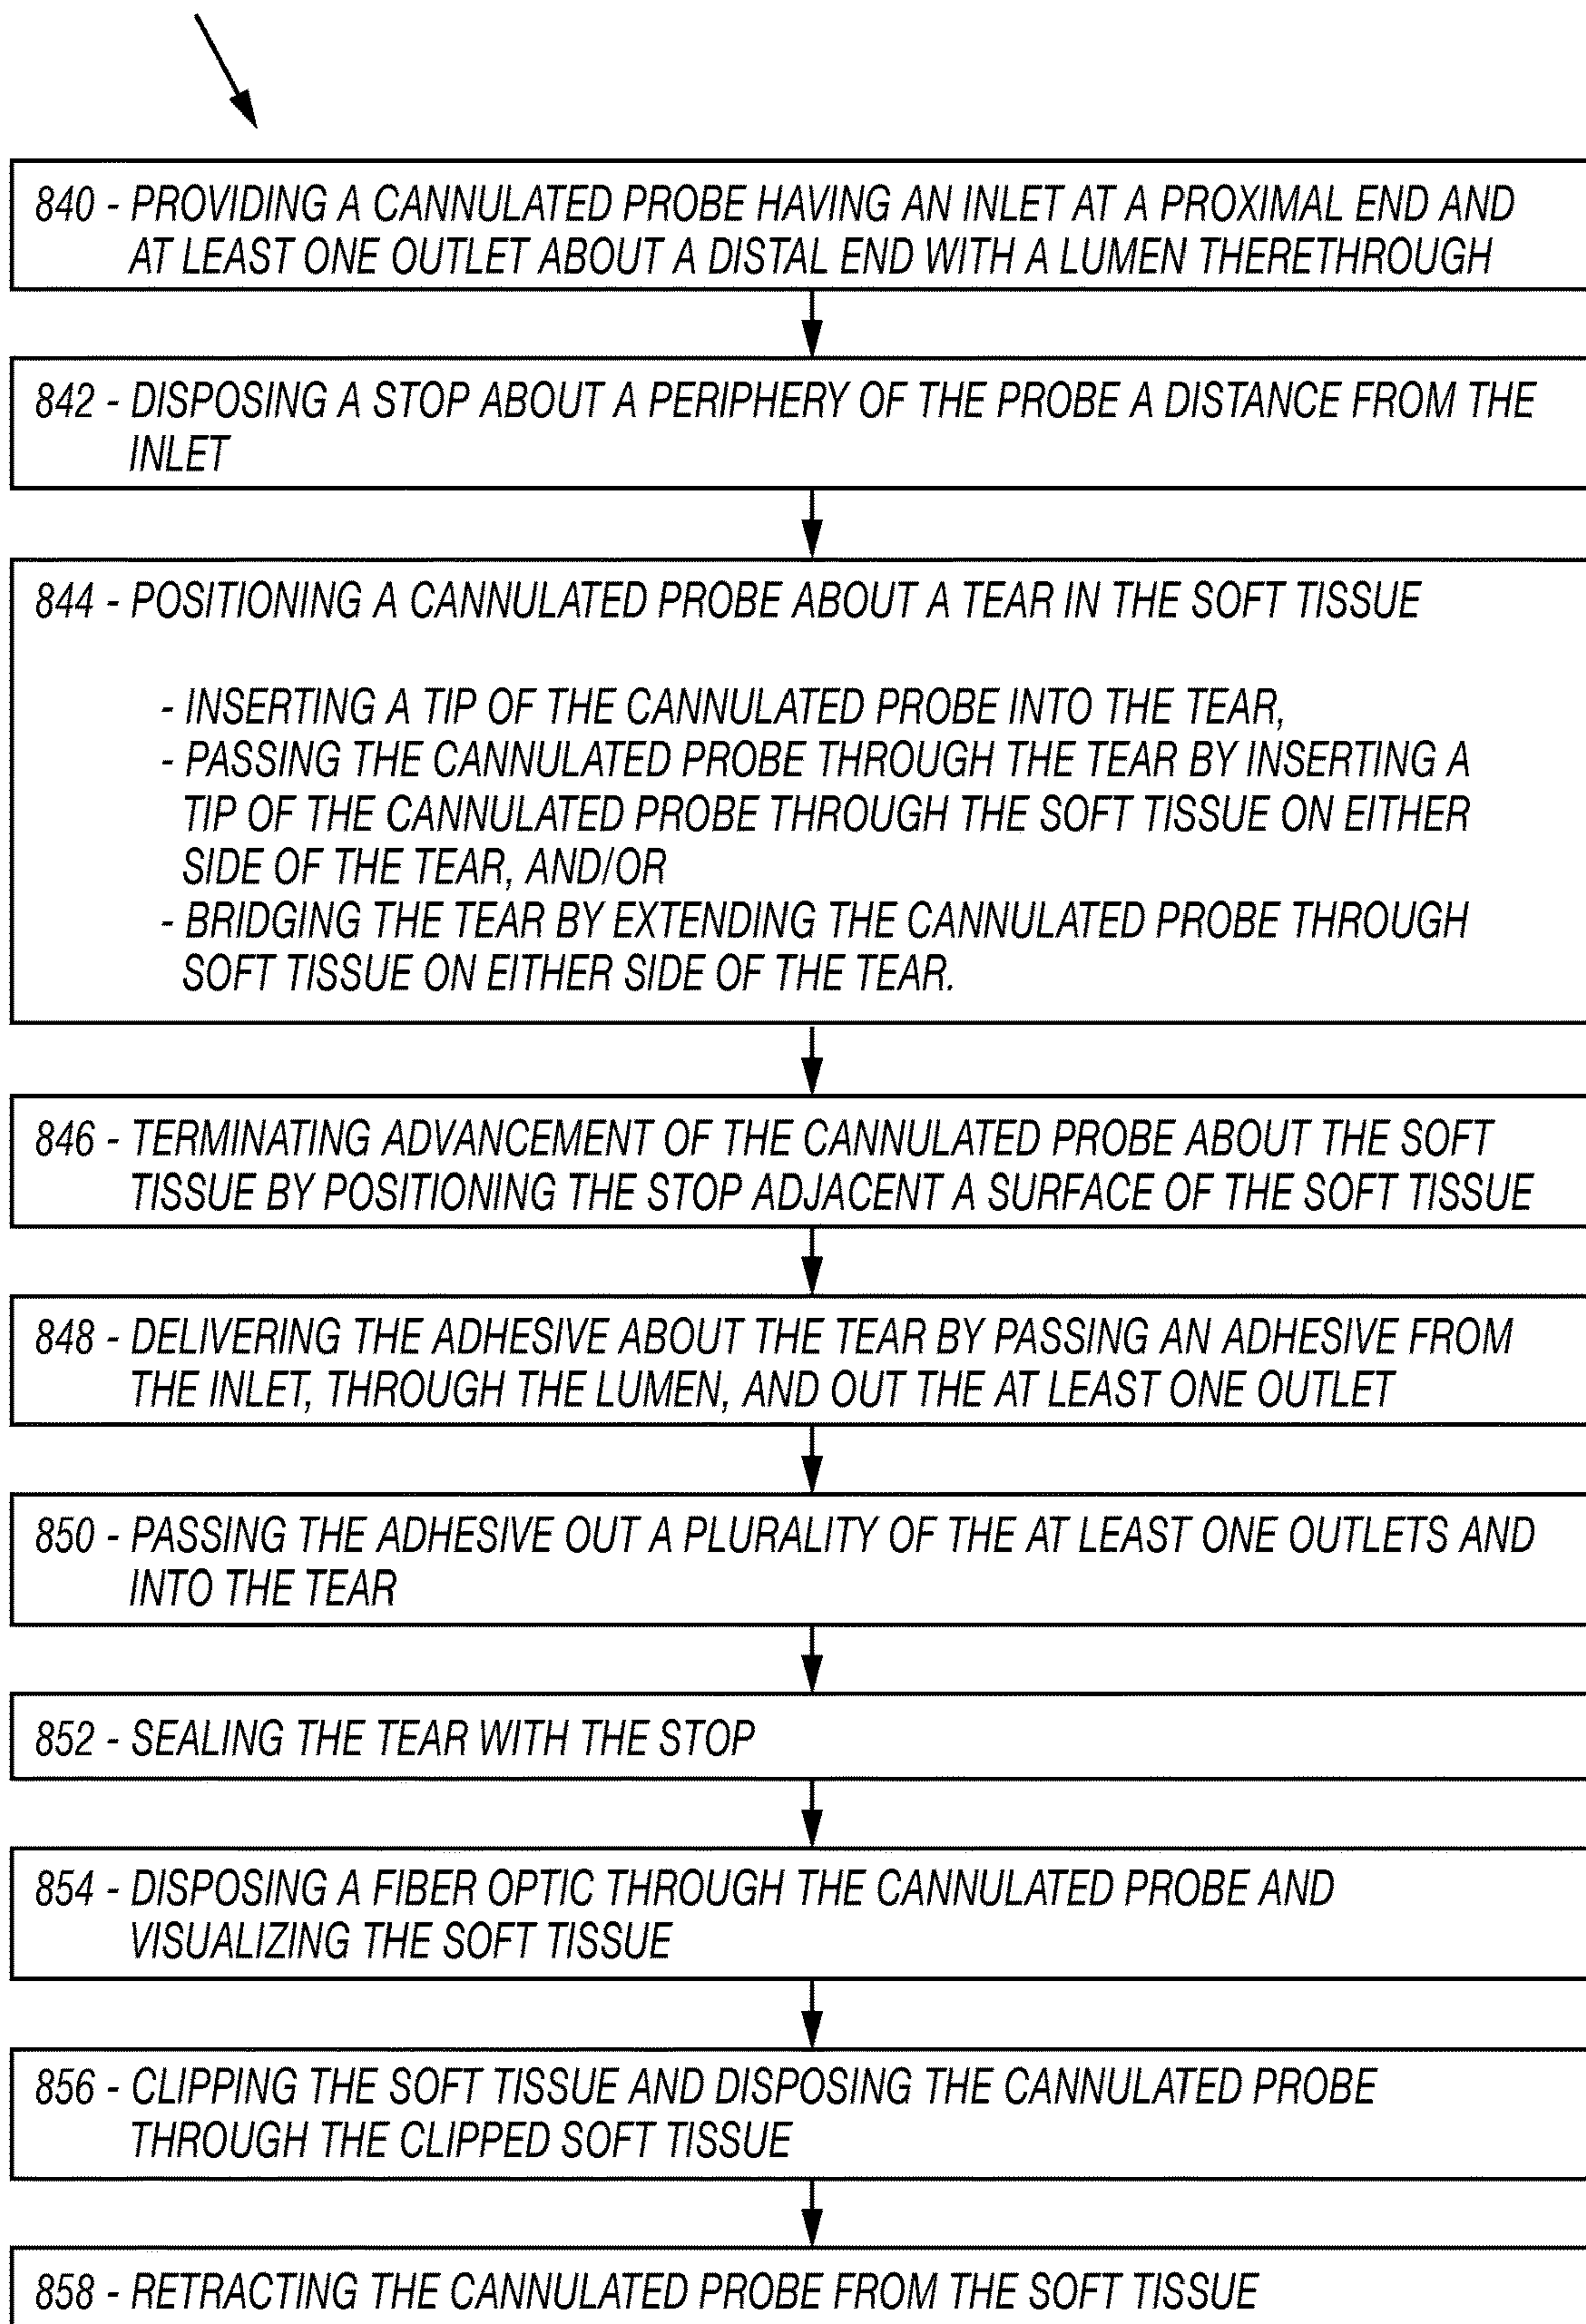 840 - PROVIDING A CANNULATED PROBE HAVING AN INLET AT A PROXIMAL END AND
AT LEAST ONE OUTLET ABOUT A DISTAL END WITH A LUMEN THERETHROUGH
842 - DISPOSING A STOP ABOUT A PERIPHERY OF THE PROBE A DISTANCE FROM THE
INLET
844 - POSITIONING A CANNULATED PROBE ABOUT A TEAR IN THE SOFT TISSUE
- INSERTING A TIP OF THE CANNULATED PROBE INTO THE TEAR,
- PASSING THE CANNULATED PROBE THROUGH THE TEAR BY INSERTING A
TIP OF THE CANNULATED PROBE THROUGH THE SOFT TISSUE ON EITHER
SIDE OF THE TEAR, AND/OR
- BRIDGING THE TEAR BY EXTENDING THE CANNULATED PROBE THROUGH
SOFT TISSUE ON EITHER SIDE OF THE TEAR.
846 - TERMINATING ADVANCEMENT OF THE CANNULATED PROBE ABOUT THE SOFT
TISSUE BY POSITIONING THE STOP ADJACENT A SURFACE OF THE SOFT TISSUE
848 - DELIVERING THE ADHESIVE ABOUT THE TEAR BY PASSING AN ADHESIVE FROM
THE INLET, THROUGH THE LUMEN, AND OUT THE AT LEAST ONE OUTLET
850 - PASSING THE ADHESIVE OUT A PLURALITY OF THE AT LEAST ONE OUTLETS AND
INTO THE TEAR
852 - SEALING THE TEAR WITH THE STOP
854 - DISPOSING A FIBER OPTIC THROUGH THE CANNULATED PROBE AND
VISUALIZING THE SOFT TISSUE
856 - CLIPPING THE SOFT TISSUE AND DISPOSING THE CANNULATED PROBE
THROUGH THE CLIPPED SOFT TISSUE
858 - RETRACTING THE CANNULATED PROBE FROM THE SOFT TISSUE